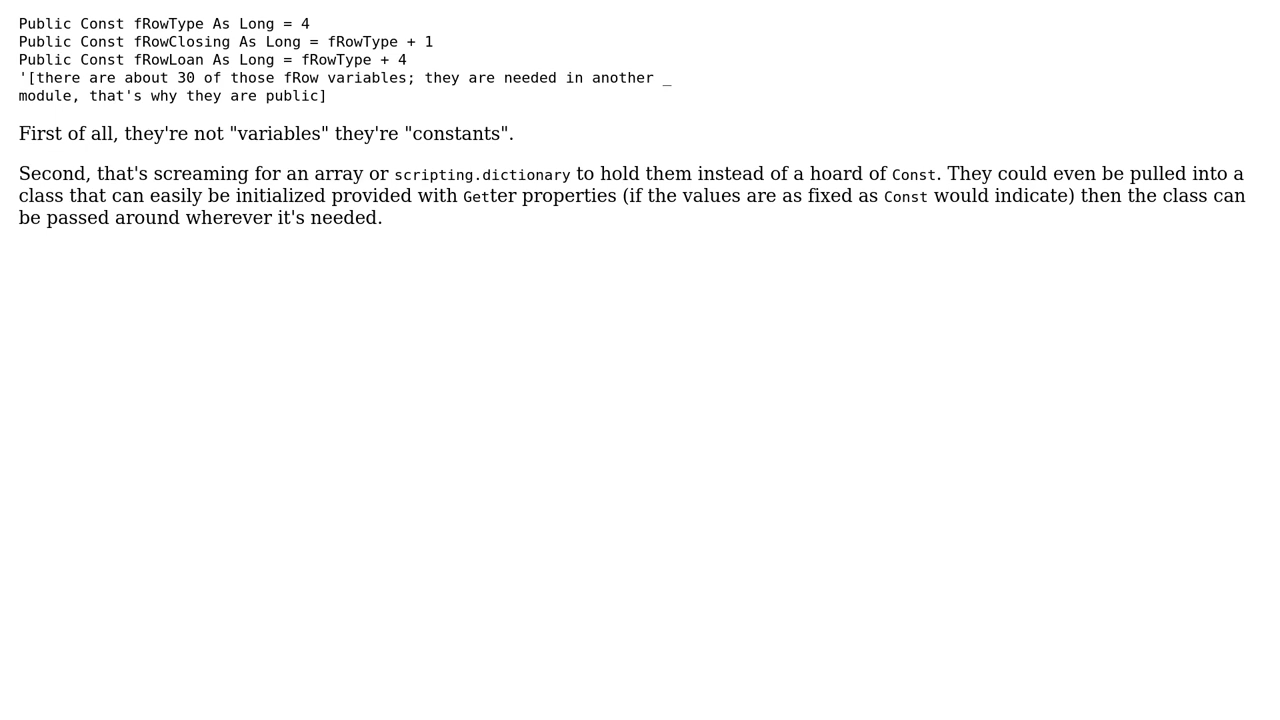 Public Const fRowType As Long = 4
Public Const fRowClosing As Long = fRowType + 1
Public Const fRowLoan As Long = fRowType + 4
'[there are about 30 of those fRow variables; they are needed in another _
module, that's why they are public]
First of all, they're not "variables" they're "constants".
Second, that's screaming for an array or scripting.dictionary to hold them instead of a hoard of Const. They could even be pulled into a
class that can easily be initialized provided with Getter properties (if the values are as fixed as Const would indicate) then the class can
be passed around wherever it's needed.